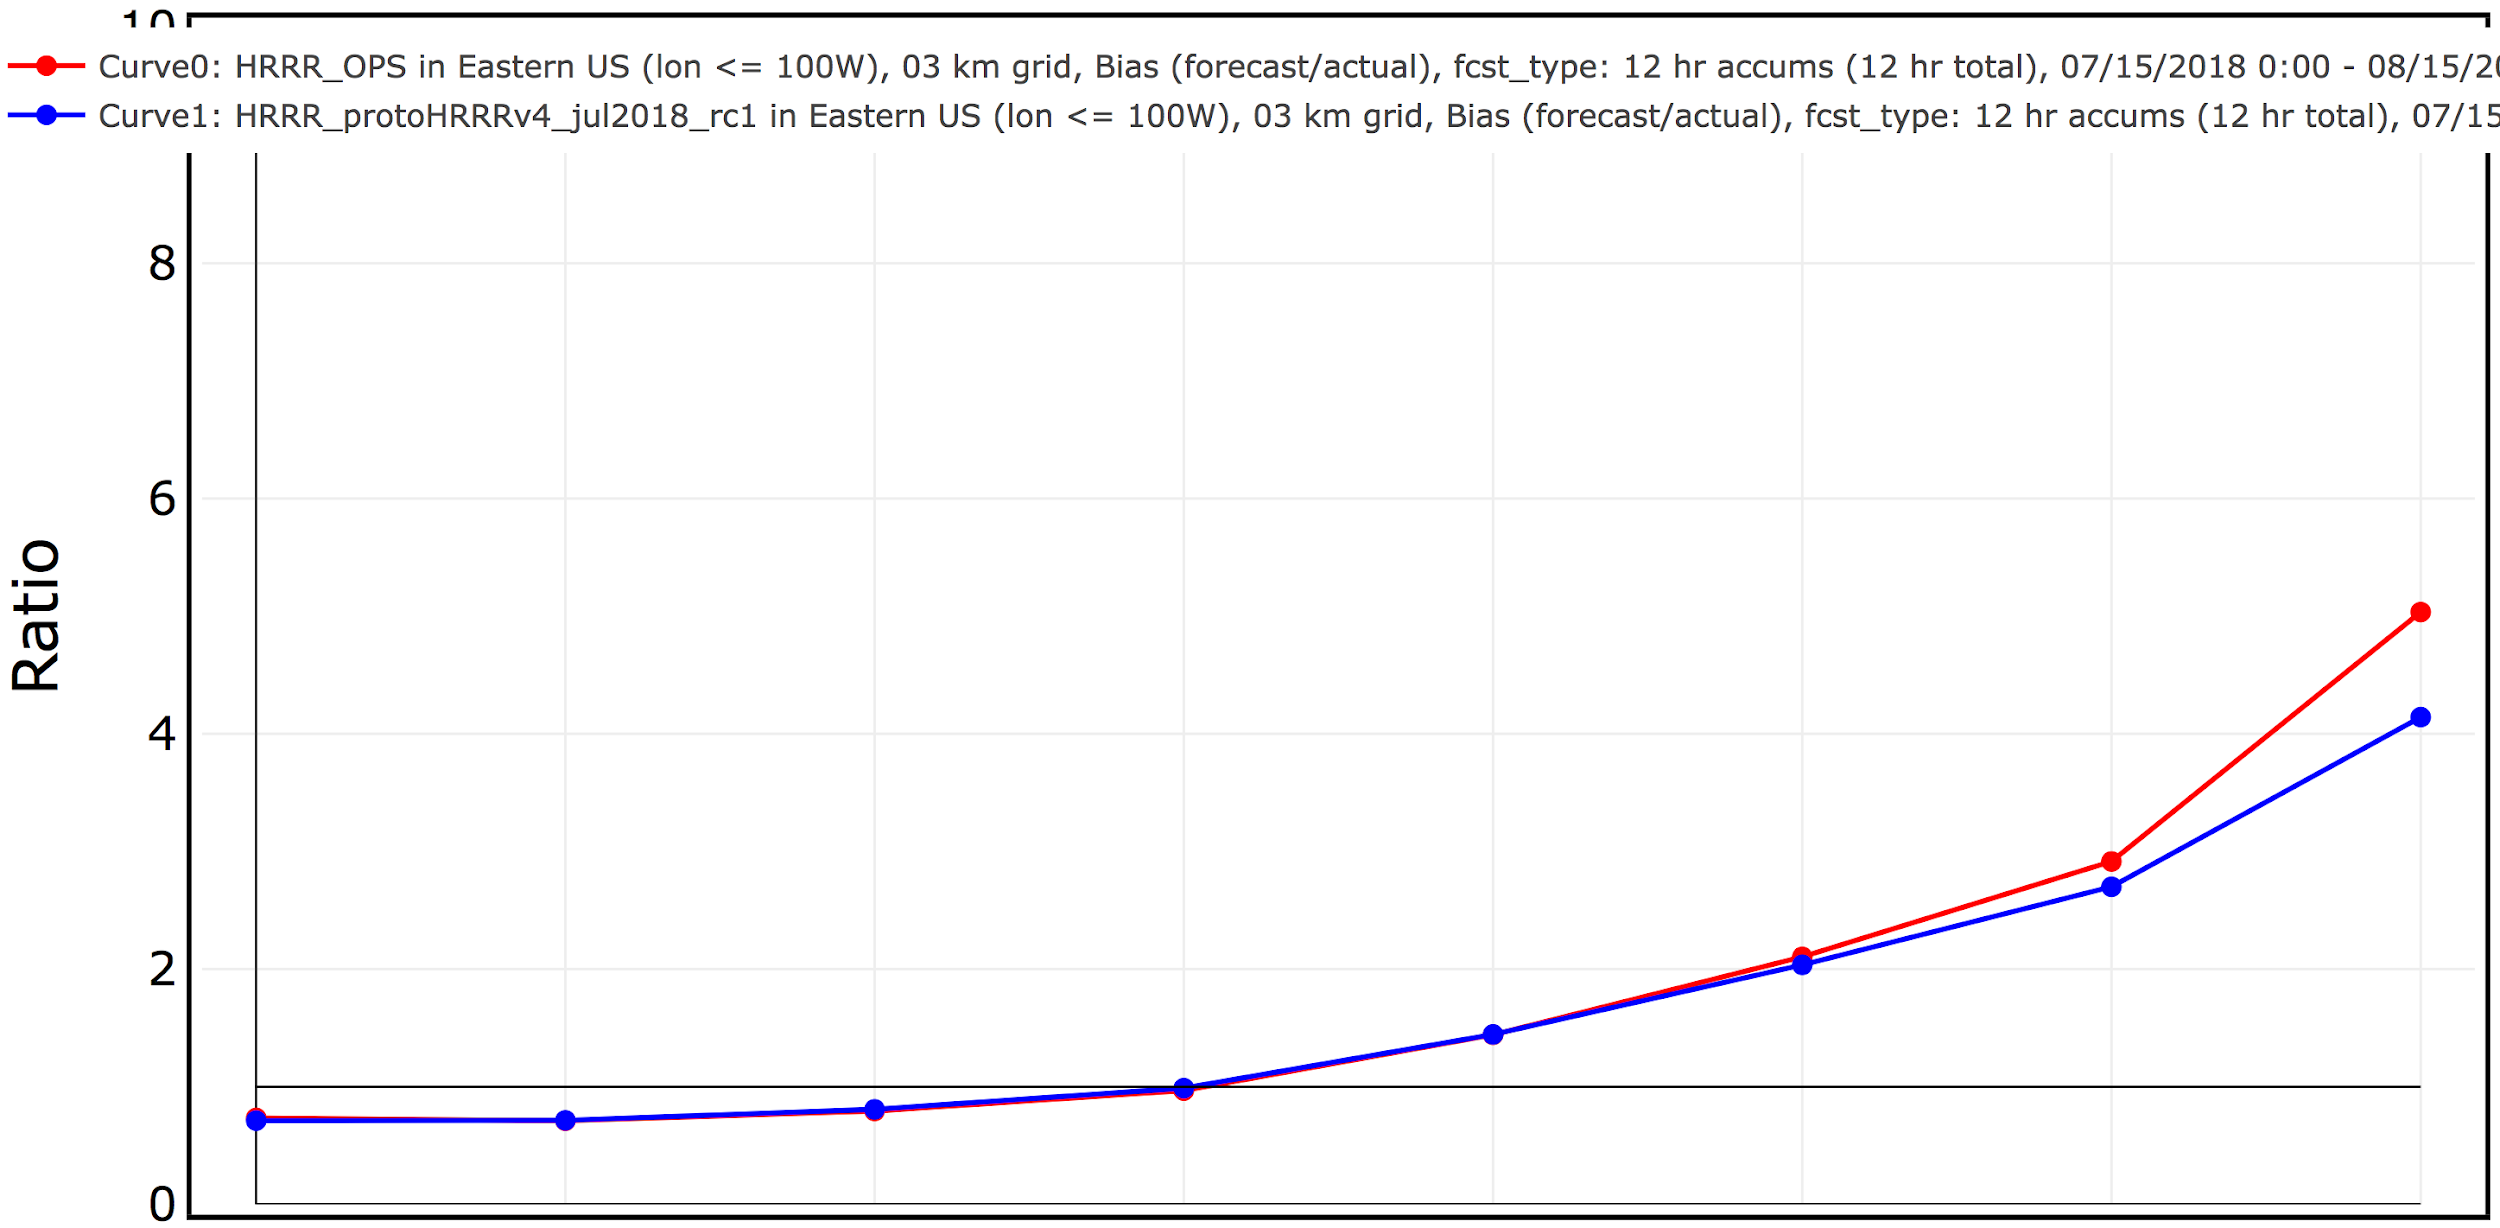 10
Curve0: HRRR_OPS in Eastern US (lon <= 100W), 03 km grid, Bias (forecast/actual), fcst_type: 12 hr accums (12 hr total), 07/15/2018 0:00 - 08/15/20
Curve1: HRRR_protoHRRRv4_jul2018_rc1 in Eastern US (lon <= 100W), 03 km grid, Bias (forecast/actual), fcst_type: 12 hr accums (12 hr total), 07/15
8
6
Ratio
4
2
0